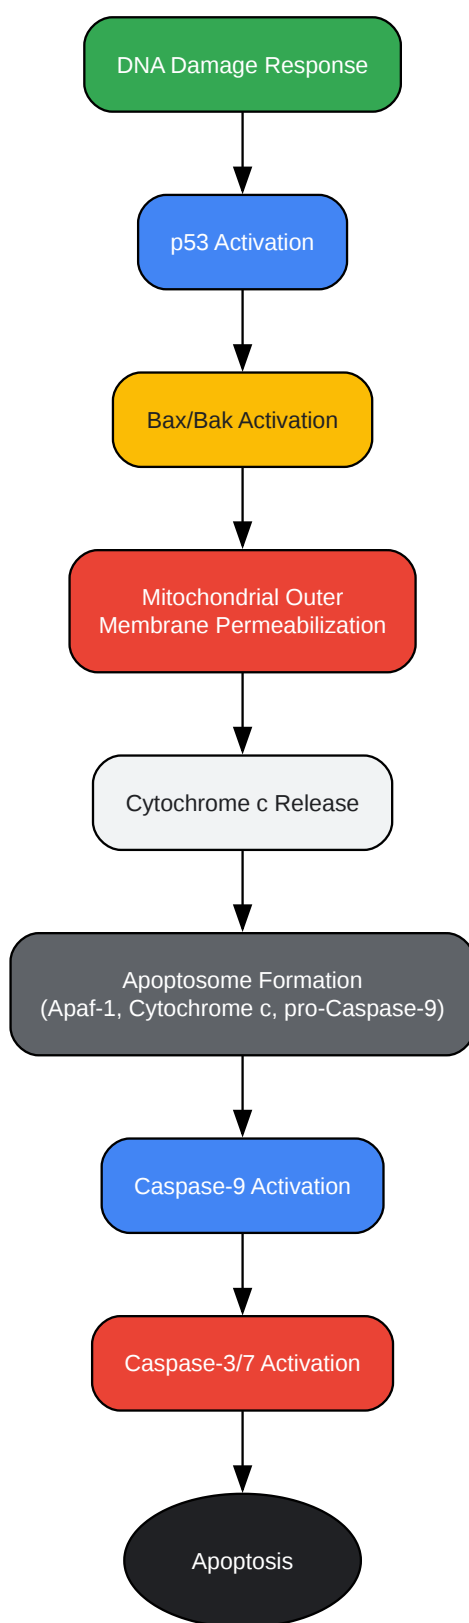 DNA Damage Response
p53 Activation
Bax/Bak Activation
Mitochondrial Outer
Membrane Permeabilization
Cytochrome c Release
Apoptosome Formation
(Apaf-1, Cytochrome c, pro-Caspase-9)
Caspase-9 Activation
Caspase-3/7 Activation
Apoptosis